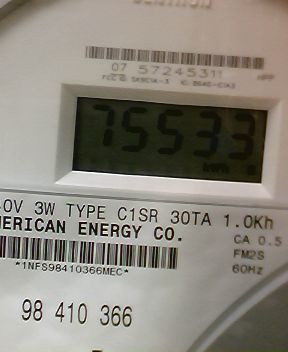 07 57245311
75533
kWh
OV 3W TYPE C1SR 30TA 1.0Kh
MERICAN ENERGY CO.
CA 0.5
FM2S
60Hz
*1NFS98410366MEC*
98 410 366